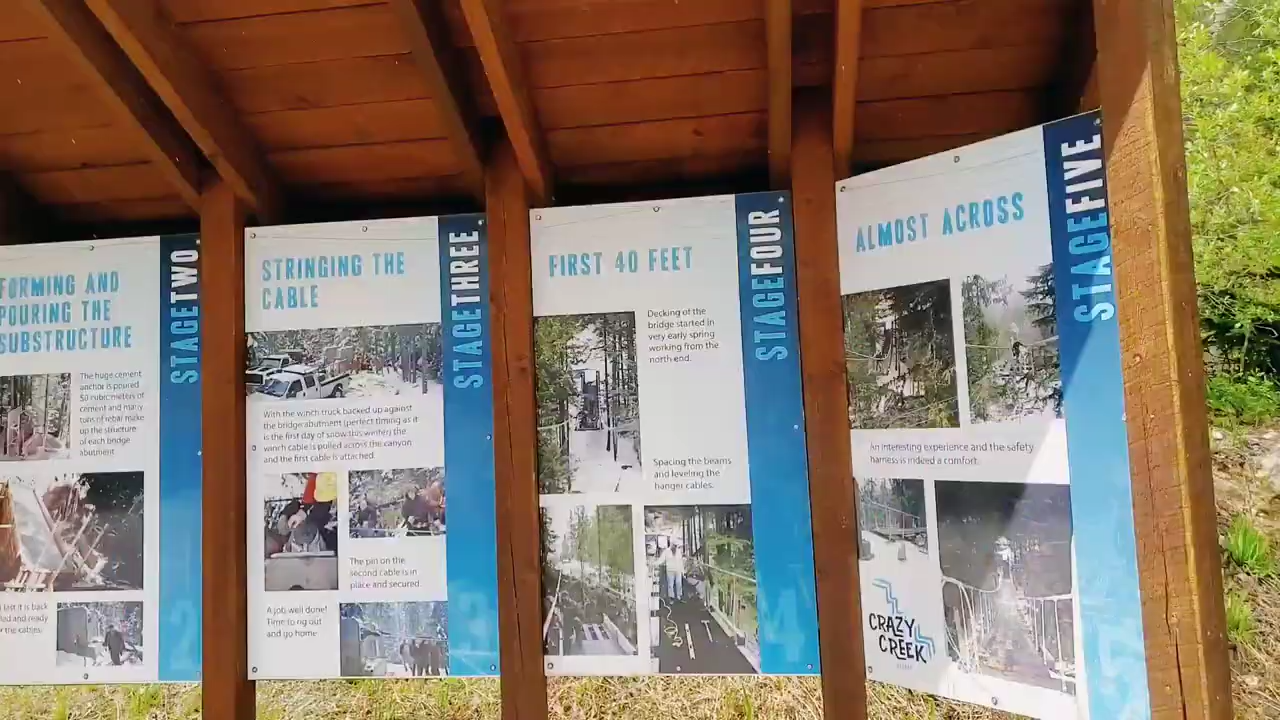 FORMING AND
POURING THE
SUBSTRUCTURE
The huge cement
anchor is poured.
50 cubic meters of
cement and many
tons of rebar make
up the structure
of each bridge
abutment
last it is back
and ready
the cables.
STAGETWO
2
STRINGING THE
CABLE
With the winch truck backed up against
the bridge abutment (perfect timing as it
is the first day of snow this winter) the
winch cable is pulled across the canyon
and the first cable is attached.
The pin on the
second cable is in
place and secured.
A job well done!
Time to rig out
and go home.
STAGETHREE
FIRST 40 FEET
Decking of the
bridge started in
very early spring
working from the
north end.
Spacing the beams
and leveling the
hanger cables.
STAGEFOUR
4
ALMOST ACROSS
An interesting experience and the safety
harness is indeed a comfort.
CRAZY
CREEK
STAGEFIVE
5